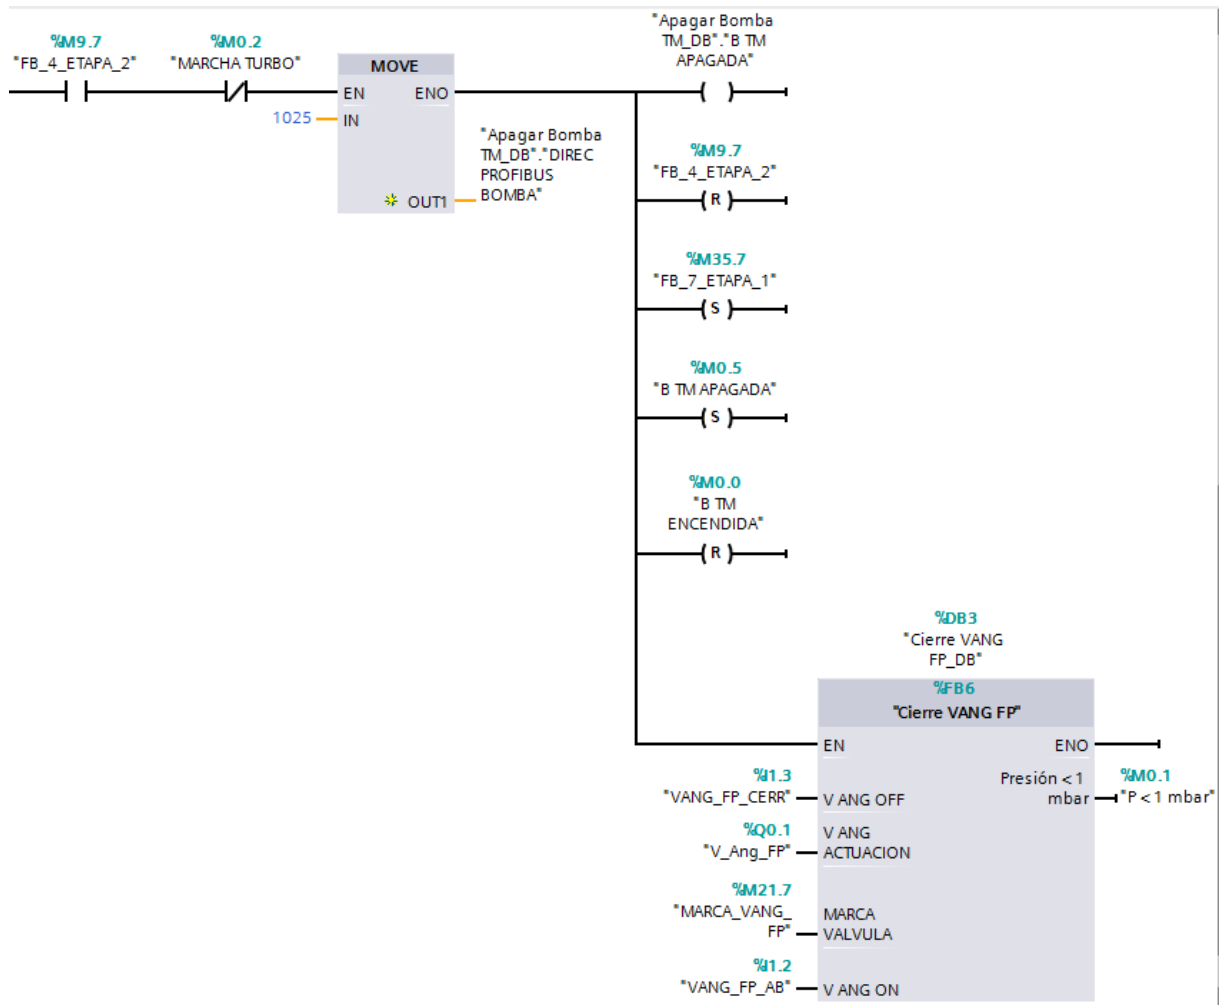 "Apagar Bomba
TM_DB"."B TM
APAGADA"
%M9.7
"FB_4_ETAPA_2"
%M0.2
"MARCHA TURBO"
MOVE
EN
ENO
1025
IN
OUT1
"Apagar Bomba
TM_DB"."DIREC
PROFIBUS
BOMBA"
%M9.7
"FB_4_ETAPA_2"
R
%M35.7
"FB_7_ETAPA_1"
S
%M0.5
"B TM APAGADA"
S
%M0.0
"B TM
ENCENDIDA"
R
%DB3
"Cierre VANG
FP_DB"
%FB6
"Cierre VANG FP"
EN
ENO
%I1.3
"VANG_FP_CERR"
V ANG OFF
Presión < 1
mbar
%M0.1
"P < 1 mbar"
%Q0.1
"V_Ang_FP"
V ANG
ACTUACION
%M21.7
"MARCA_VANG_
FP"
MARCA
VALVULA
%I1.2
"VANG_FP_AB"
V ANG ON